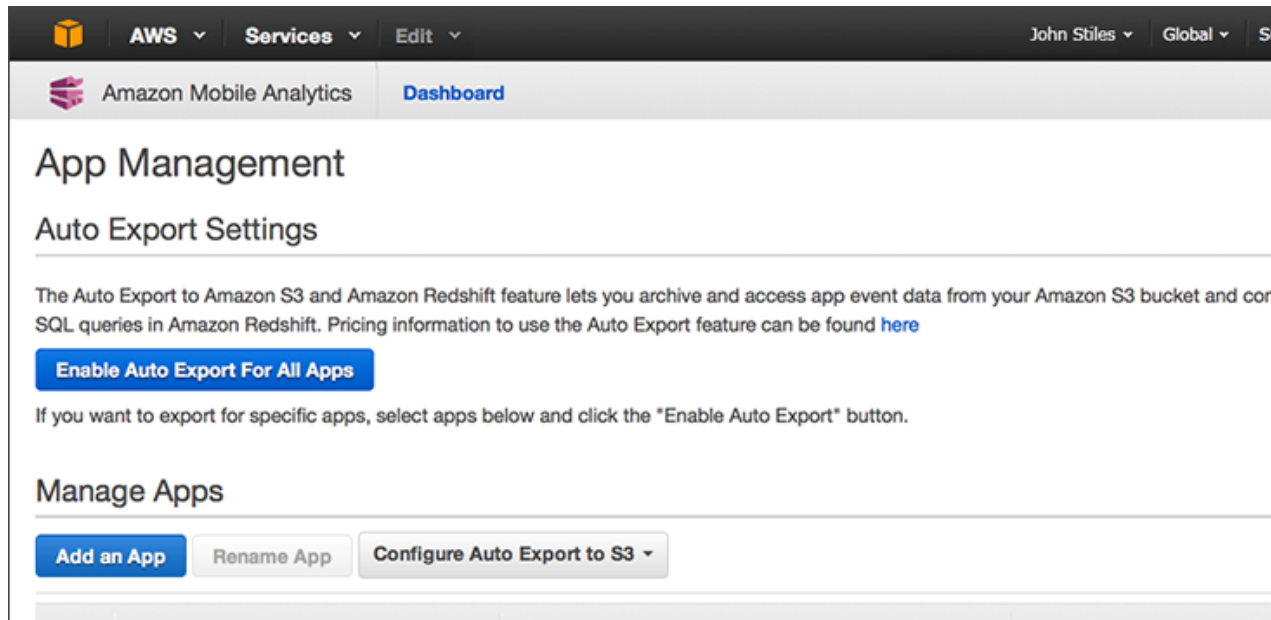 AWS Services Edit John Stiles Global
Amazon Mobile Analytics Dashboard
App Management
Auto Export Settings
The Auto Export to Amazon S3 and Amazon Redshift feature lets you archive and access app event data from your Amazon S3 bucket and
SQL queries in Amazon Redshift. Pricing information to use the Auto Export feature can be found here
Enable Auto Export For All Apps
If you want to export for specific apps, select apps below and click the "Enable Auto Export" button.
Manage Apps
Add an App Rename App Configure Auto Export to S3